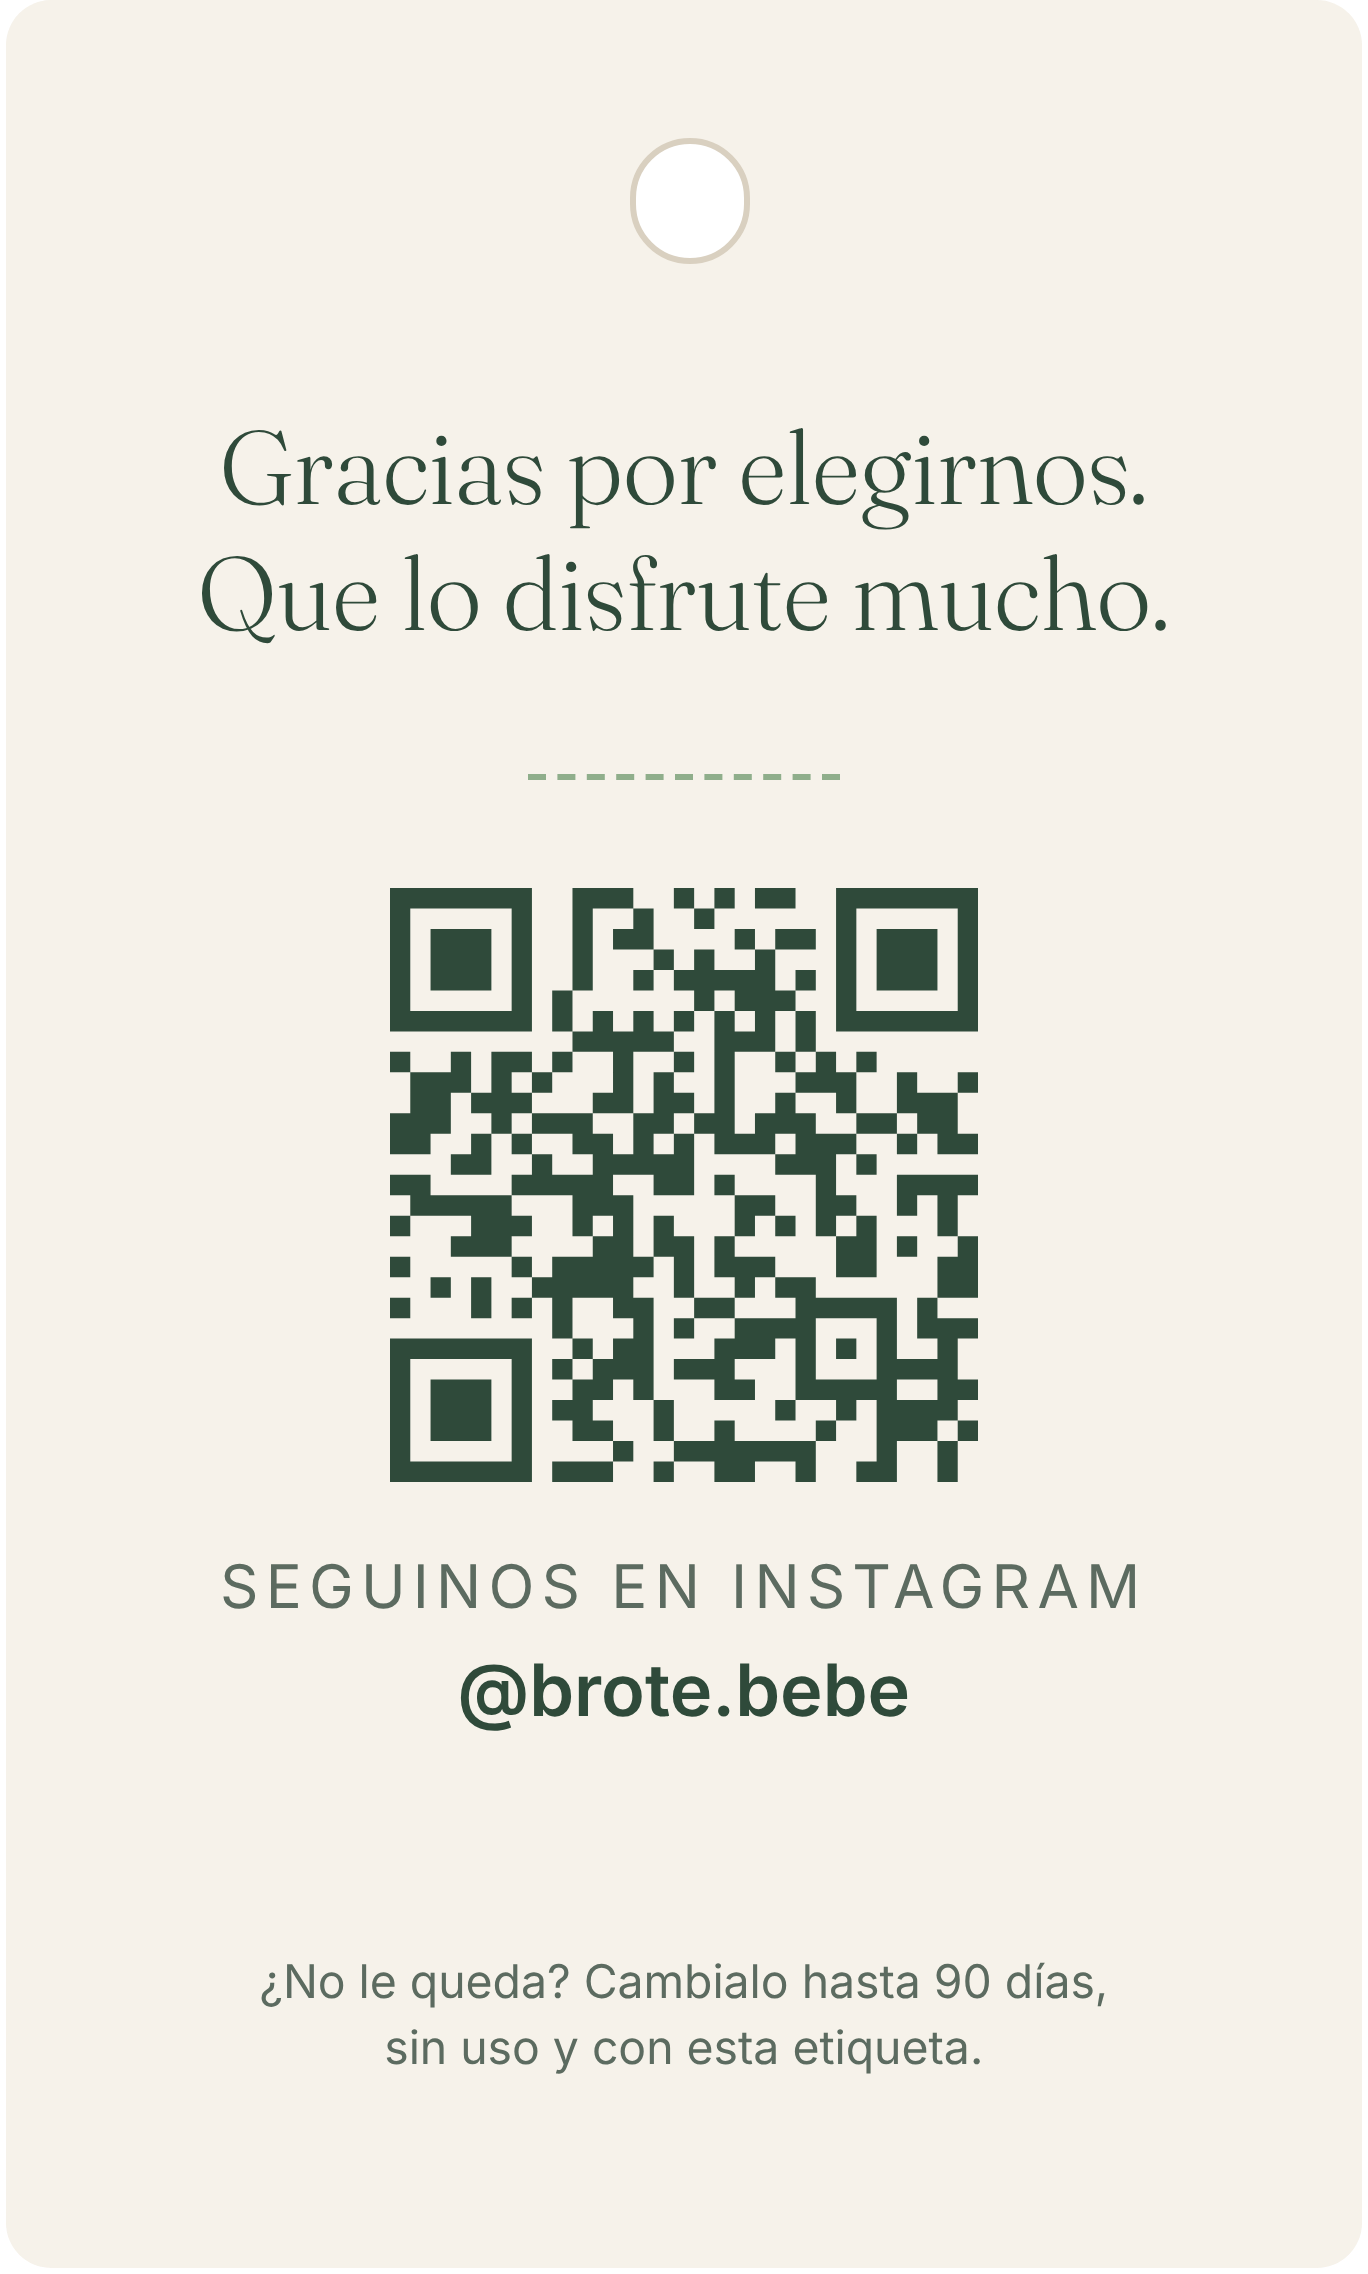 Gracias por elegirnos.
Que lo disfrute mucho.
SEGUINOS EN INSTAGRAM
@brote.bebe
¿No le queda? Cambialo hasta 90 días,
sin uso y con esta etiqueta.